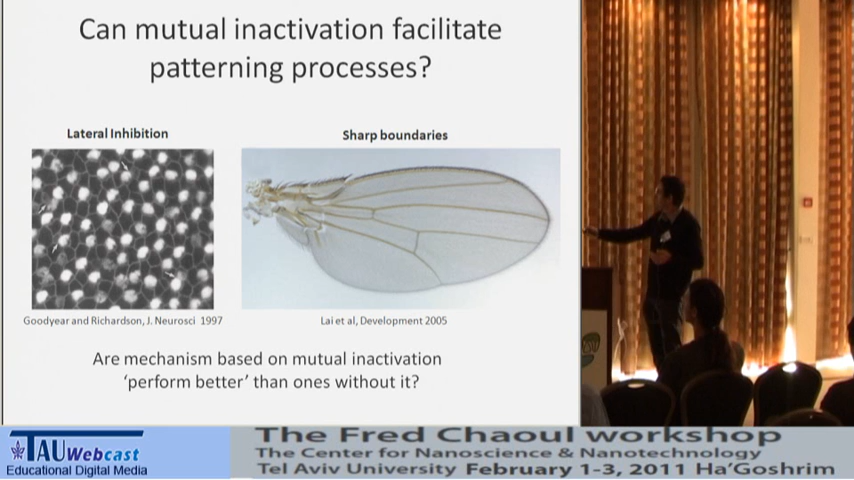 Can mutual inactivation facilitate
patterning processes?
Lateral Inhibition
Sharp boundaries
Goodyear and Richardson, J. Neurosci 1997
Lai et al, Development 2005
Are mechanism based on mutual inactivation
‘perform better’ than ones without it?
TAU Webcast
Educational Digital Media
The Fred Chaoul workshop
The Center for Nanoscience & Nanotechnology
Tel Aviv University February 1-3, 2011 Ha'Goshrim